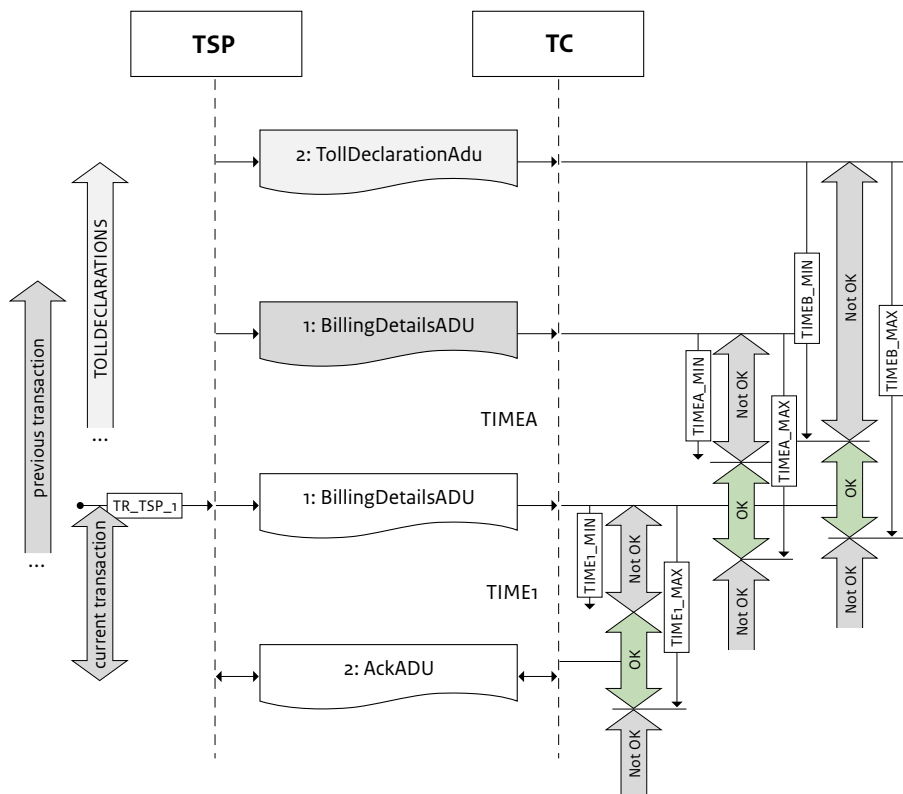 TSP
TC
2: TollDeclarationAdu
TOLLDECLARATIONS
...
previous transaction
...
1: BillingDetailsADU
TIMEB_MIN
Not OK
TIMEB_MAX
TIMEA_MIN
Not OK
TIMEA_MAX
TIMEA
TR_TSP_1
1: BillingDetailsADU
OK
OK
current transaction
TIME1
TIME1_MIN
Not OK
TIME1_MAX
Not OK
Not OK
2: AckADU
OK
Not OK